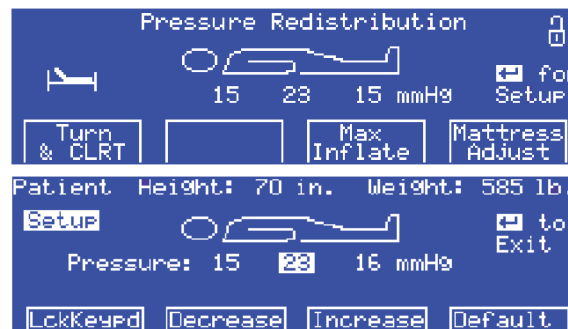 Pressure Redistribution
for
15 23 15 mmHg Setup
Turn & CLRT
Max Inflate
Mattress Adjust
Patient Height: 70 in. Weight: 585 lb.
Setup to
Exit
Pressure: 15 23 16 mmHg
LckKeypd Decrease Increase Default